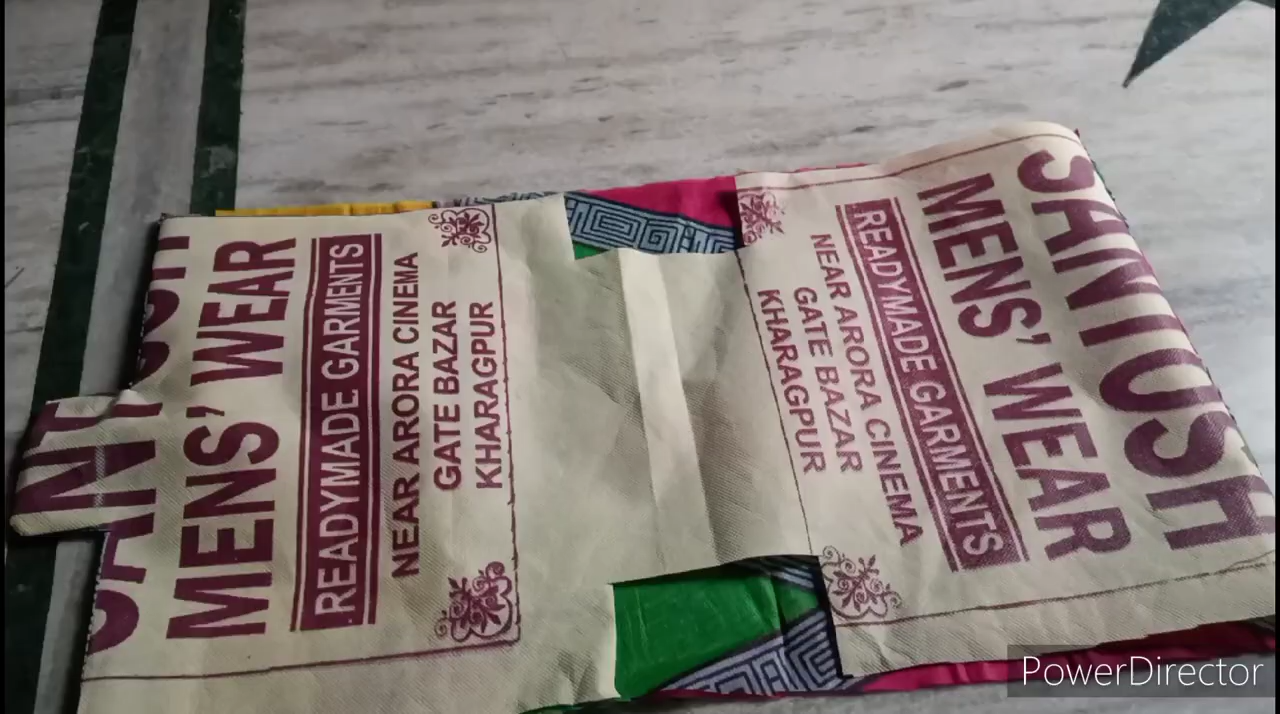 SANTOSH
MENS' WEAR
READYMADE GARMENTS
NEAR ARORA CINEMA
GATE BAZAR
KHARAGPUR
SANTOSH
MENS' WEAR
READYMADE GARMENTS
NEAR ARORA CINEMA
GATE BAZAR
KHARAGPUR
PowerDirector